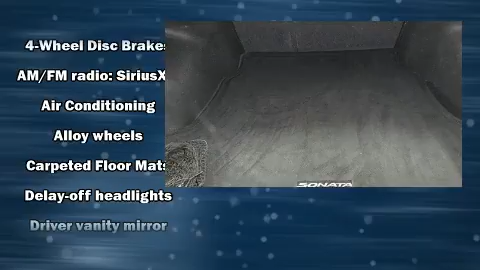 4-Wheel Disc Brakes
AM/FM radio: SiriusX
Air Conditioning
Alloy wheels
Carpeted Floor Mats
Delay-off headlights
Driver vanity mirror
SONATA